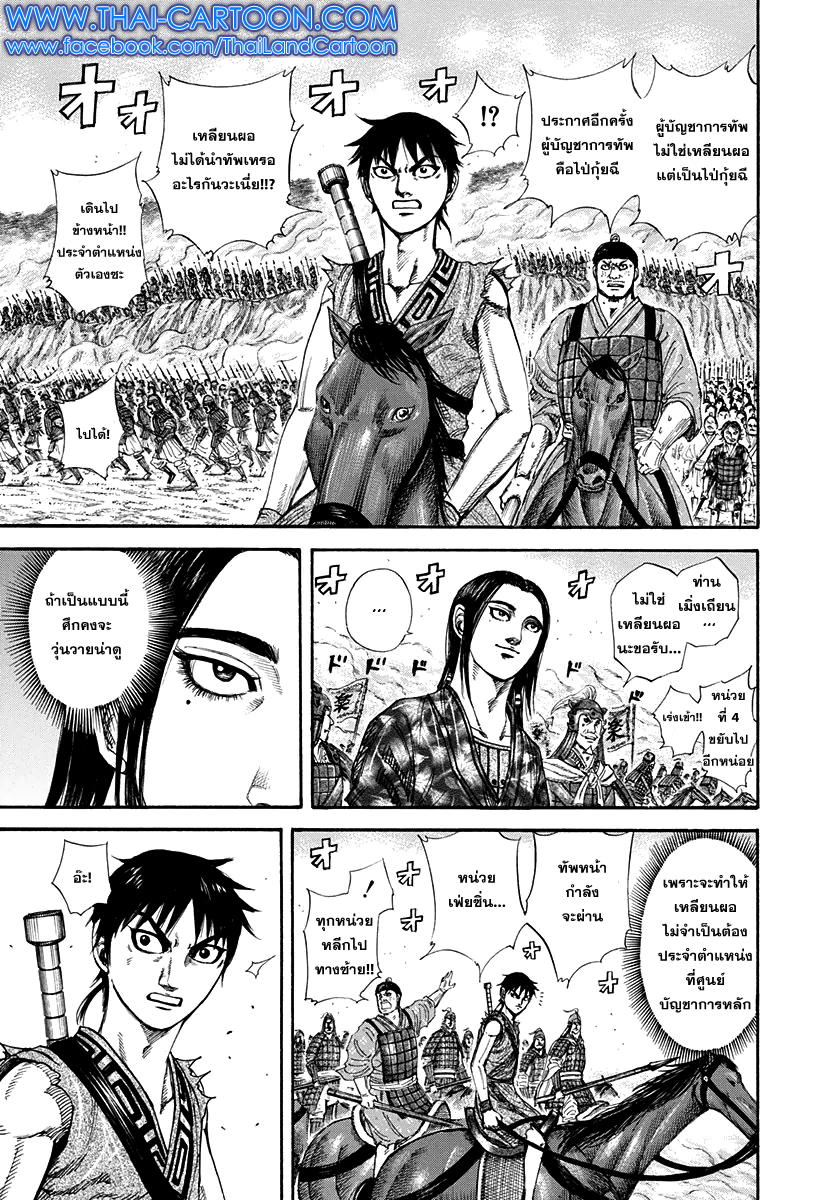 WWW.THAI-CARTOON.COM
www.facebook.com/ThaiLandCartoon
ผู้บัญชาการทัพ
ไม่ใช่เหลียนผอ
แต่เป็นไป่กุ้ยฉี
ประกาศอีกครั้ง
ผู้บัญชาการทัพ
คือไป่กุ้ยฉี
!?
เหลียนผอ
ไม่ได้นำทัพเหรอ
อะไรกันวะเนี่ย!!?
เดินไป
ข้างหน้า!!
ประจำตำแหน่ง
ตัวเองซะ
ไปได้!
オ
オ
オ
オ
オ
ท่าน
เมิ่งเถียน
...
ไม่ใช่
เหลียนผอ
นะขอรับ...
...
หน่วย
ที่ 4
ขยับไป
อีกหน่อย
เร่งเข้า!!
オ
オ
オ
ド
ド
ド
ド
ถ้าเป็นแบบนี้
ศึกคงจะ
วุ่นวายน่าดู
เพราะจะทำให้
เหลียนผอ
ไม่จำเป็นต้อง
ประจำตำแหน่ง
ที่ศูนย์
บัญชาการหลัก
ทัพหน้า
กำลัง
จะผ่าน
หน่วย
เฟ่ยซิ่น...
!
ทุกหน่วย
หลีกไป
ทางซ้าย!!
オ
オ
オ
オ
อ๊ะ!